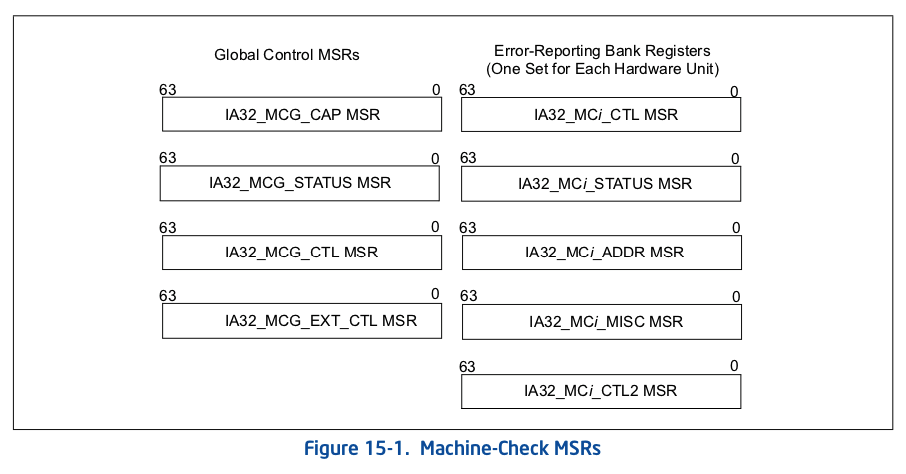 Global Control MSRs
63 0
IA32_MCG_CAP MSR
63 0
IA32_MCG_STATUS MSR
63 0
IA32_MCG_CTL MSR
63 0
IA32_MCG_EXT_CTL MSR
Error-Reporting Bank Registers
(One Set for Each Hardware Unit)
63 0
IA32_MCi_CTL MSR
63 0
IA32_MCi_STATUS MSR
63 0
IA32_MCi_ADDR MSR
63 0
IA32_MCi_MISC MSR
63 0
IA32_MCi_CTL2 MSR
Figure 15-1. Machine-Check MSRs